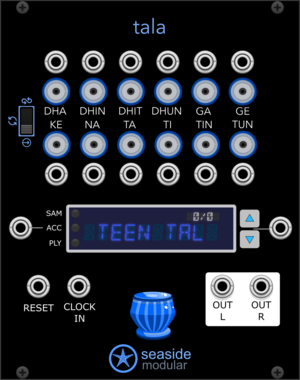 tala
DHA DHIN DHIT DHUN GA GE
KE NA TA TI TIN TUN
SAM
0/0
ACC
TEEN TAL
PLY
RESET
CLOCK
IN
OUT
L
OUT
R
seaside
modular